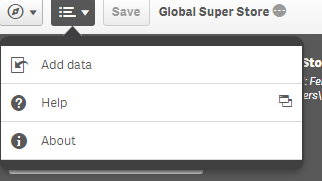 Save
Global Super Store
Add data
Help
About